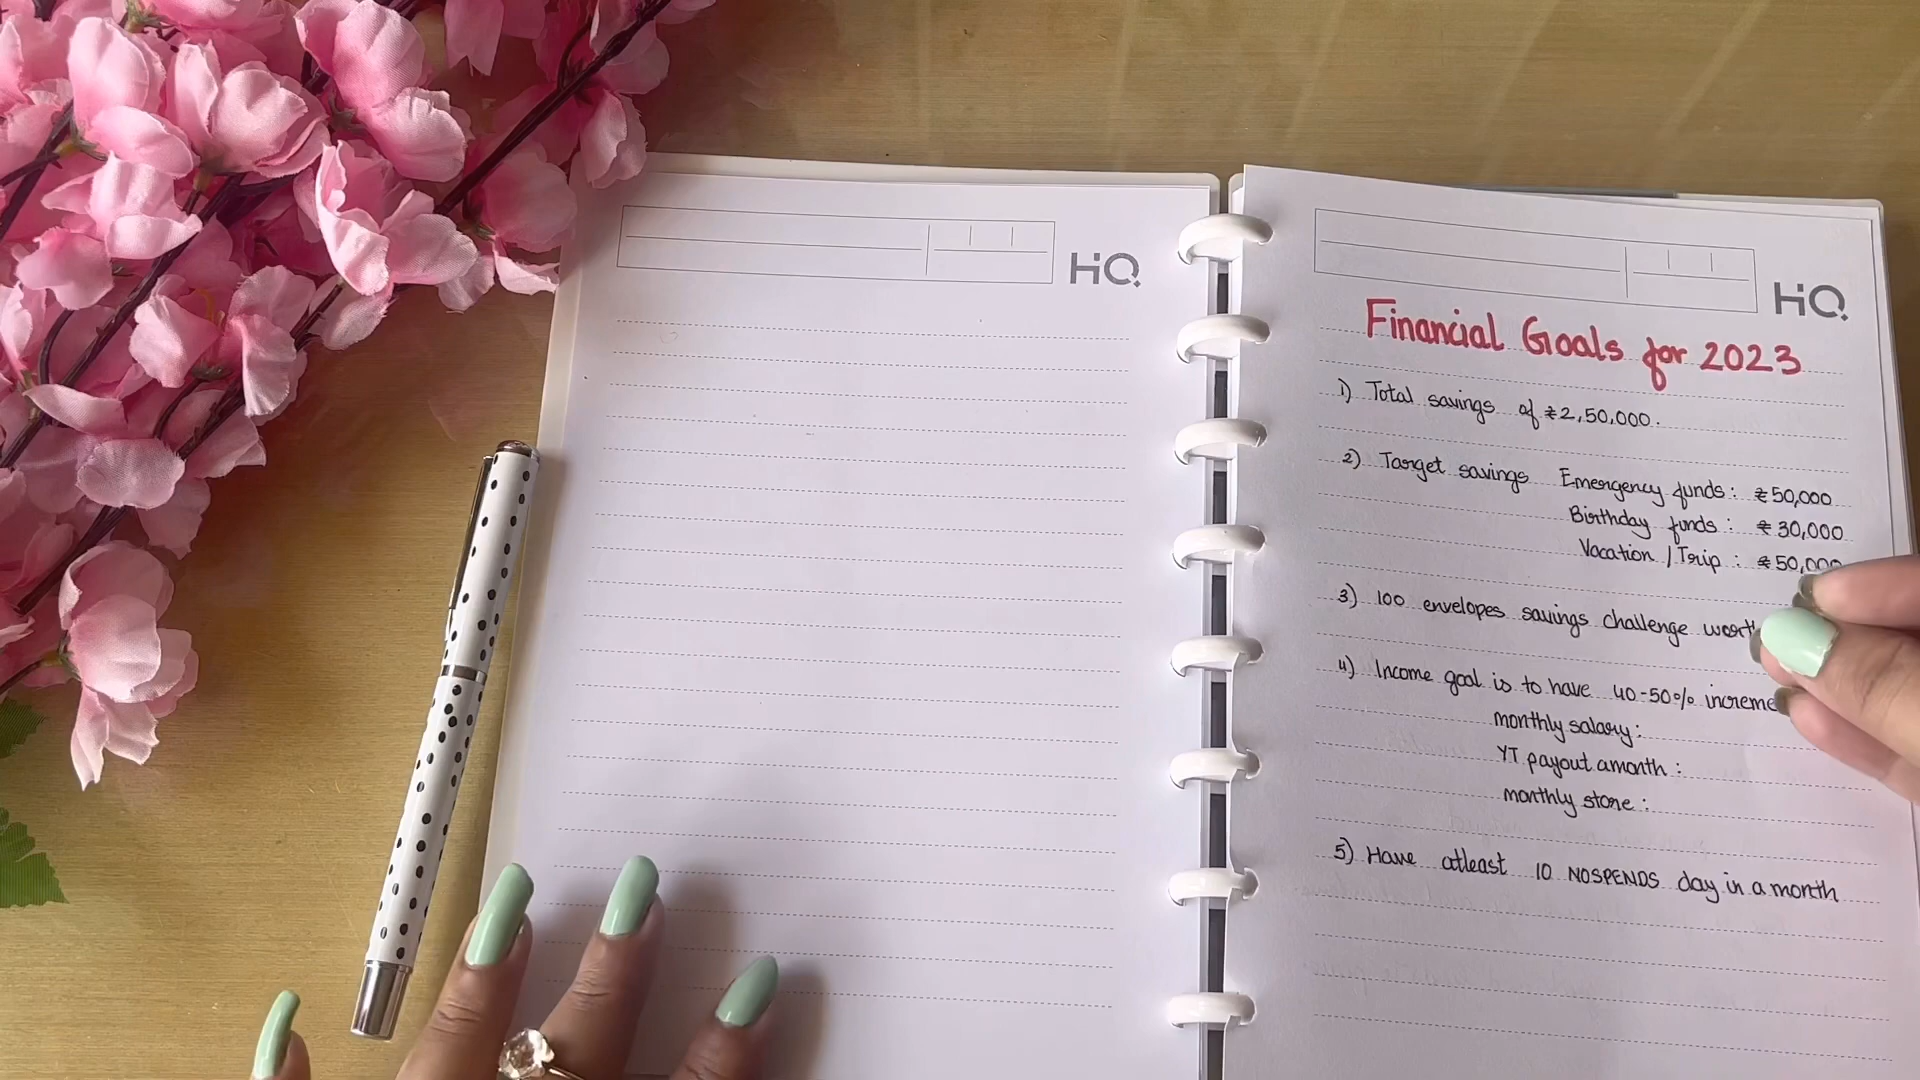 HQ
HQ
Financial Goals for 2023
1) Total savings of ₹2,50,000.
2) Target savings Emergency funds: ₹50,000
Birthday funds: ₹30,000
Vacation / Trip: ₹50,000
3) 100 envelopes savings challenge
4) Income goal is to have 40-50%
monthly salary:
YT payout a month:
monthly store:
5) Have atleast 10 NOSPENDS day in a month